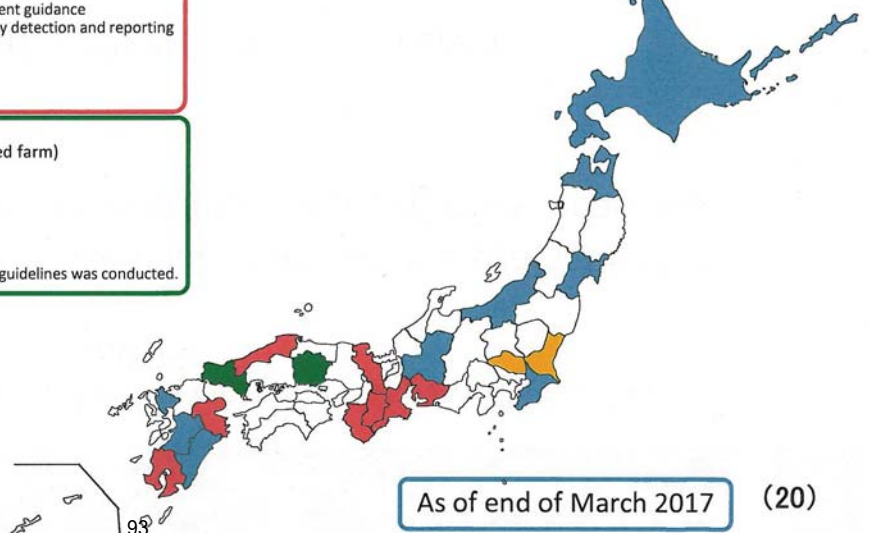 ent guidance
y detection and reporting
ed farm)
guidelines was conducted.
As of end of March 2017
(20)
93